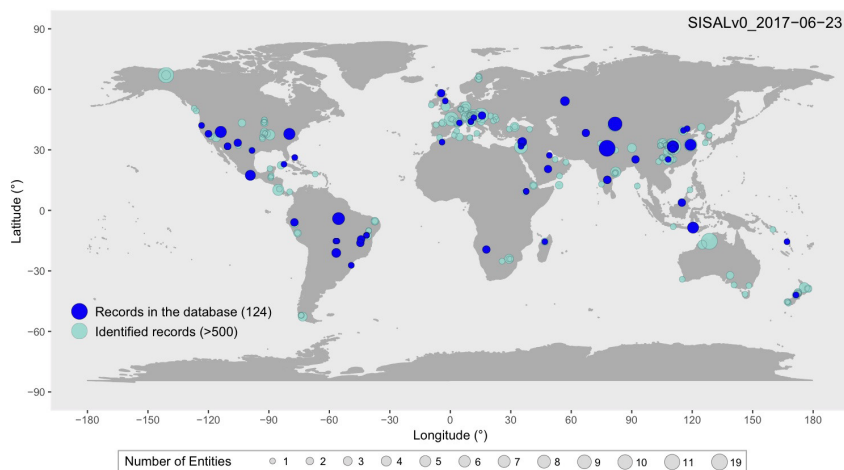 SISALv0_2017−06−23
90
60
30
0
−30
−60
−90
Latitude (°)
Records in the database (124)
Identified records (>500)
−180 −150 −120 −90 −60 −30 0 30 60 90 120 150 180
Longitude (°)
Number of Entities 1 2 3 4 5 6 7 8 9 10 11 19